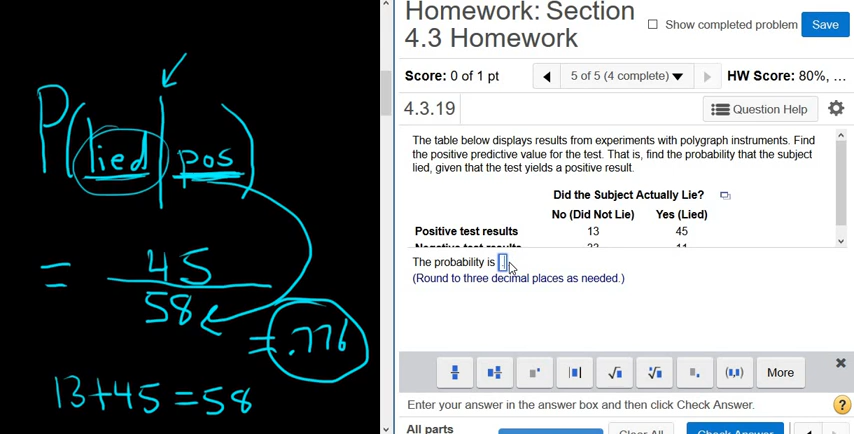 P(lied | pos)
= 45
58
= .776
13+45=58
Homework: Section
4.3 Homework
Show completed problem
Save
Score: 0 of 1 pt
5 of 5 (4 complete)
HW Score: 80%, ...
4.3.19
Question Help
The table below displays results from experiments with polygraph instruments. Find
the positive predictive value for the test. That is, find the probability that the subject
lied, given that the test yields a positive result.
Did the Subject Actually Lie?
No (Did Not Lie) Yes (Lied)
Positive test results 13 45
Negative test results 33 11
The probability is .
(Round to three decimal places as needed.)
More
Enter your answer in the answer box and then click Check Answer.
?
All parts
Clear All
Check Answer